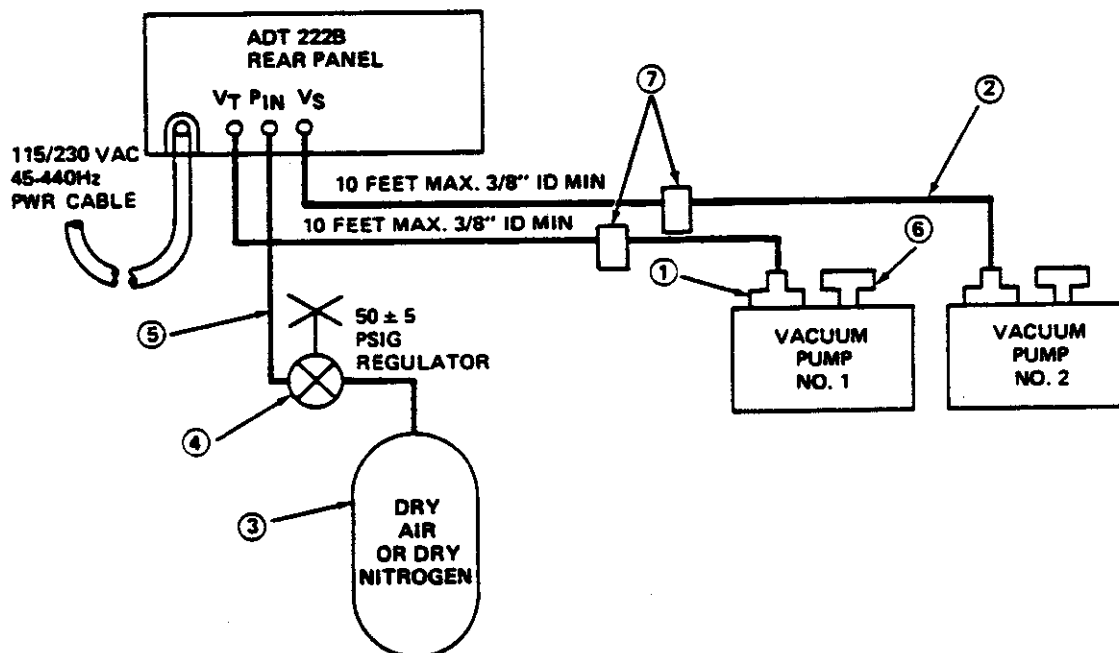 ADT 222B
REAR PANEL
VT PIN VS
115/230 VAC
45-440Hz
PWR CABLE
10 FEET MAX. 3/8" ID MIN
10 FEET MAX. 3/8" ID MIN
7
2
1
6
VACUUM
PUMP
NO. 1
VACUUM
PUMP
NO. 2
5
50 ± 5
PSIG
REGULATOR
4
3
DRY
AIR
OR DRY
NITROGEN